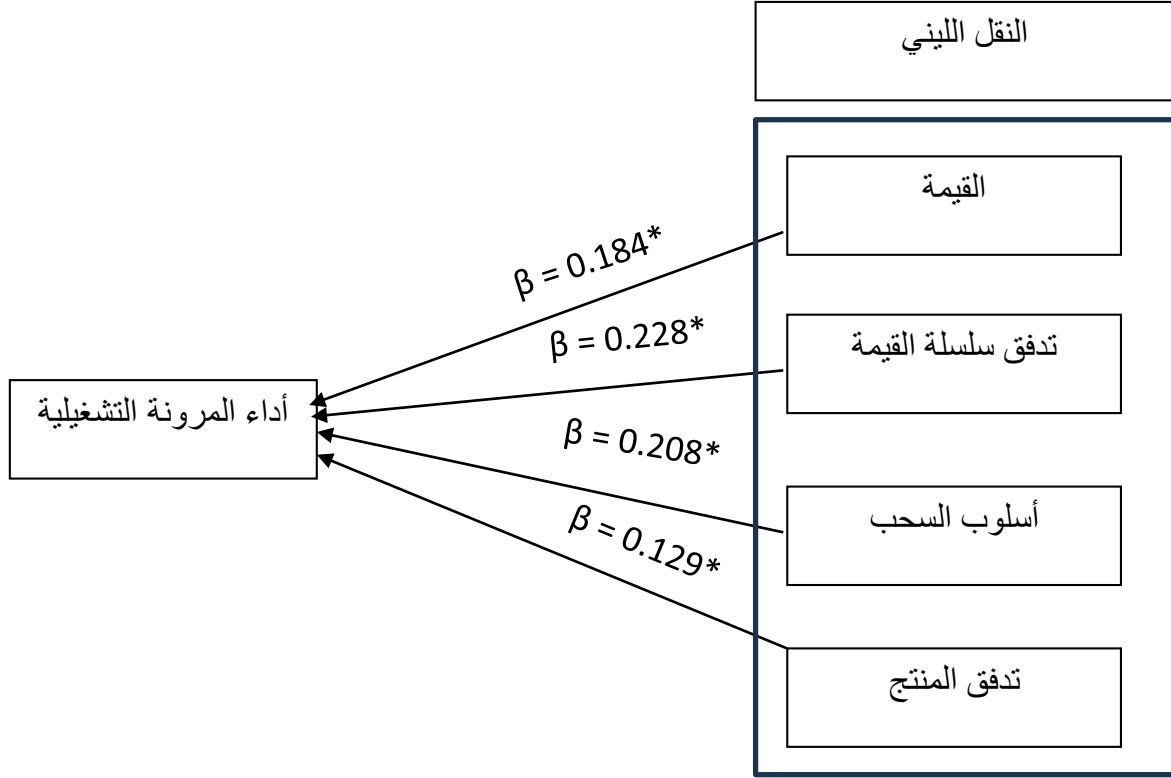 النقل الليني
القيمة
β = 0.184*
تدفق سلسلة القيمة
β = 0.228*
أداء المرونة التشغيلية
β = 0.208*
أسلوب السحب
β = 0.129*
تدفق المنتج